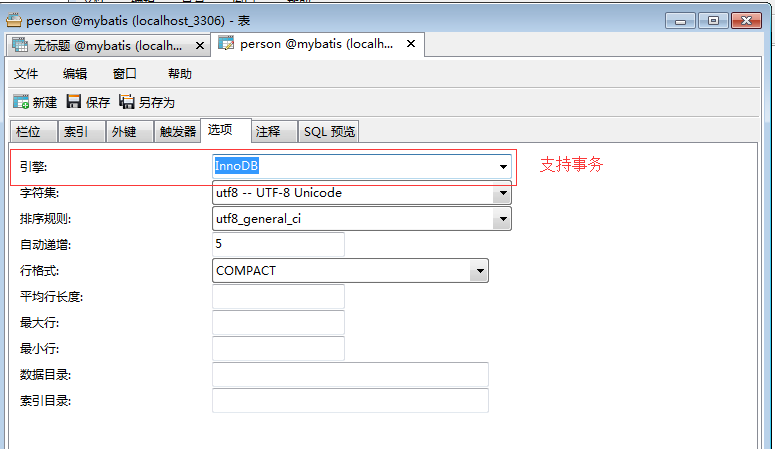 person @mybatis (localhost_3306) - 表
无标题 @mybatis (localh... person @mybatis (localh...
文件 编辑 窗口 帮助
新建 保存 另存为
栏位 索引 外键 触发器 选项 注释 SQL 预览
引擎: InnoDB 支持事务
字符集: utf8 -- UTF-8 Unicode
排序规则: utf8_general_ci
自动递增: 5
行格式: COMPACT
平均行长度:
最大行:
最小行:
数据目录:
索引目录: